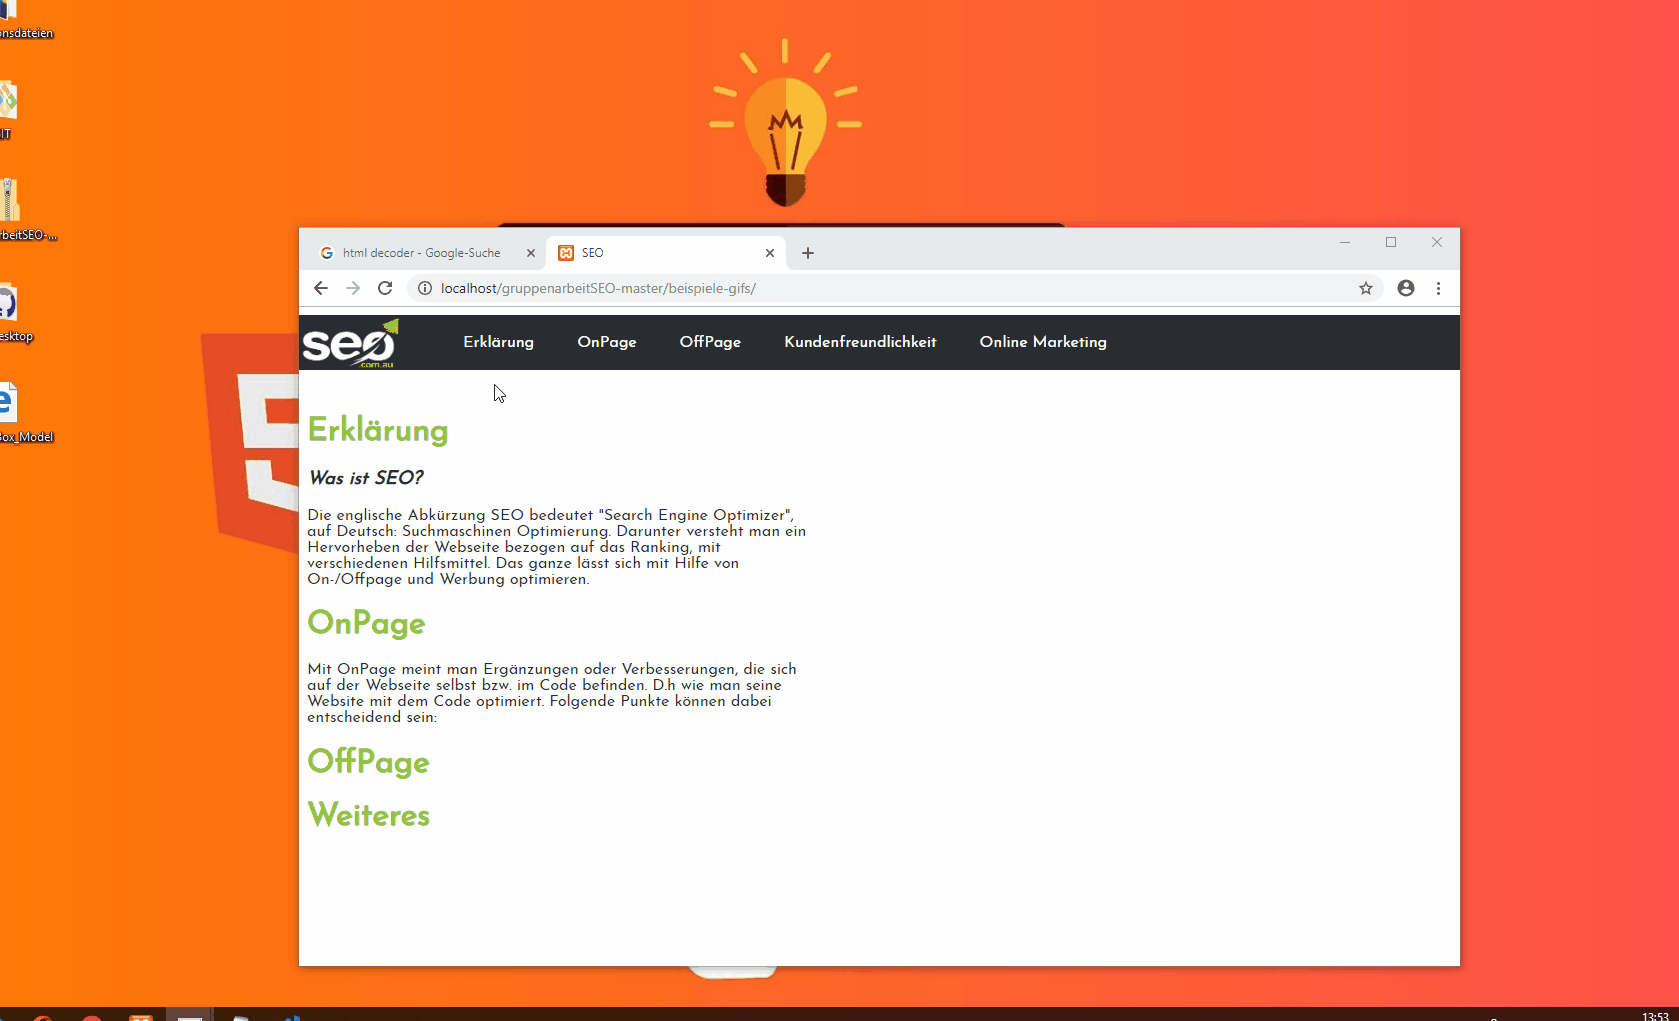 onsdateien
IT
rbeitSEO-...
esktop
Box_Model
html decoder - Google-Suche
SEO
localhost/gruppenarbeitSEO-master/beispiele-gifs/
seo
.com.au
Erklärung
OnPage
OffPage
Kundenfreundlichkeit
Online Marketing
Erklärung
Was ist SEO?
Die englische Abkürzung SEO bedeutet "Search Engine Optimizer",
auf Deutsch: Suchmaschinen Optimierung. Darunter versteht man ein
Hervorheben der Webseite bezogen auf das Ranking, mit
verschiedenen Hilfsmittel. Das ganze lässt sich mit Hilfe von
On-/Offpage und Werbung optimieren.
OnPage
Mit OnPage meint man Ergänzungen oder Verbesserungen, die sich
auf der Webseite selbst bzw. im Code befinden. D.h wie man seine
Website mit dem Code optimiert. Folgende Punkte können dabei
entscheidend sein:
OffPage
Weiteres
13:53